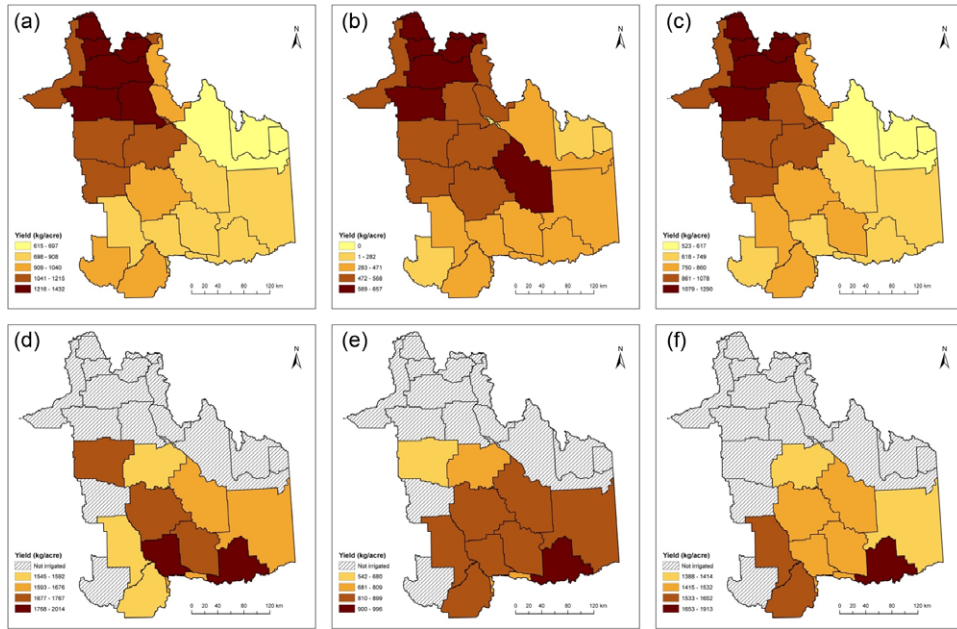 (a)
N
Yield (kg/acre)
615 - 697
698 - 908
909 - 1040
1041 - 1215
1216 - 1432
0 20 40 80 120 km
(b)
N
Yield (kg/acre)
0
1 - 282
283 - 471
472 - 568
569 - 657
0 20 40 80 120 km
(c)
N
Yield (kg/acre)
523 - 617
618 - 749
750 - 860
861 - 1078
1079 - 1290
0 20 40 80 120 km
(d)
N
Yield (kg/acre)
Not irrigated
1545 - 1592
1593 - 1676
1677 - 1767
1768 - 2014
0 20 40 80 120 km
(e)
N
Yield (kg/acre)
Not irrigated
542 - 680
681 - 809
810 - 899
900 - 996
0 20 40 80 120 km
(f)
N
Yield (kg/acre)
Not irrigated
1388 - 1414
1415 - 1532
1533 - 1652
1653 - 1913
0 20 40 80 120 km